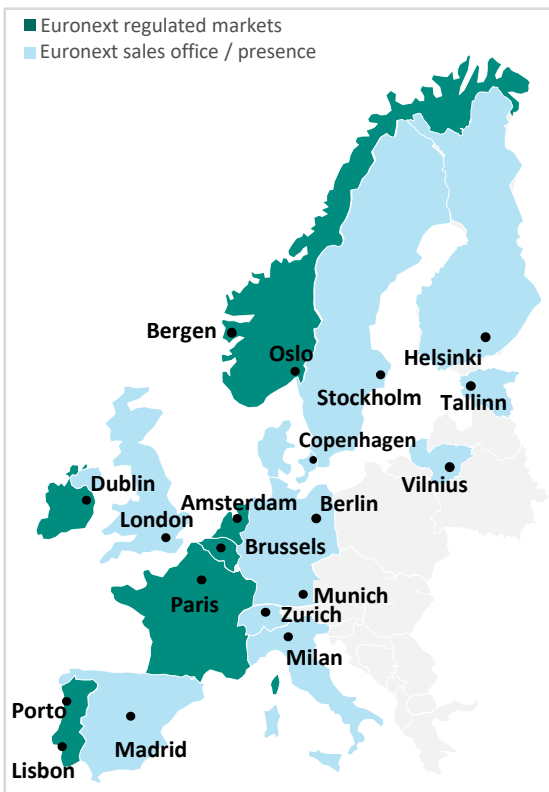 Euronext regulated markets
Euronext sales office / presence
Bergen
Oslo
Helsinki
Stockholm
Tallinn
Copenhagen
Vilnius
Dublin
Amsterdam
Berlin
London
Brussels
Munich
Paris
Zurich
Milan
Porto
Madrid
Lisbon